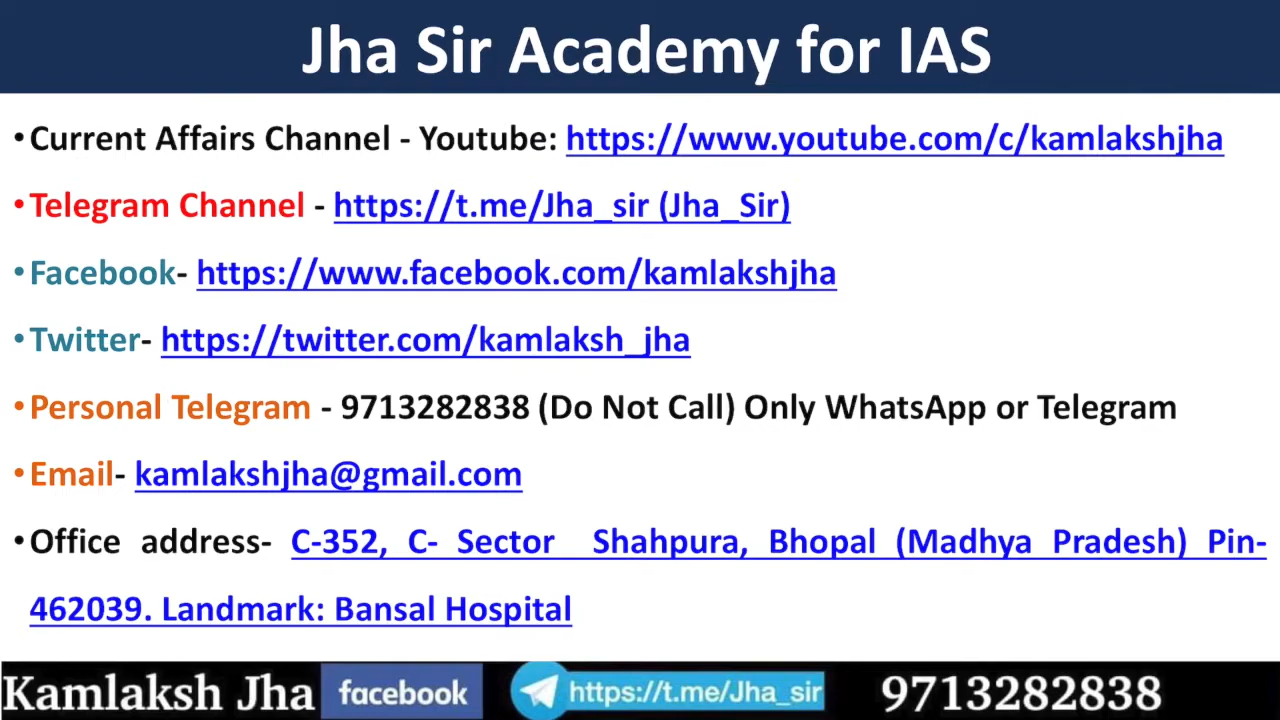 Jha Sir Academy for IAS
•Current Affairs Channel - Youtube: https://www.youtube.com/c/kamlakshjha
•Telegram Channel - https://t.me/Jha_sir (Jha_Sir)
•Facebook- https://www.facebook.com/kamlakshjha
•Twitter- https://twitter.com/kamlaksh_jha
•Personal Telegram - 9713282838 (Do Not Call) Only WhatsApp or Telegram
•Email- kamlakshjha@gmail.com
•Office address- C-352, C- Sector Shahpura, Bhopal (Madhya Pradesh) Pin-
462039. Landmark: Bansal Hospital
Kamlaksh Jha facebook https://t.me/Jha_sir 9713282838